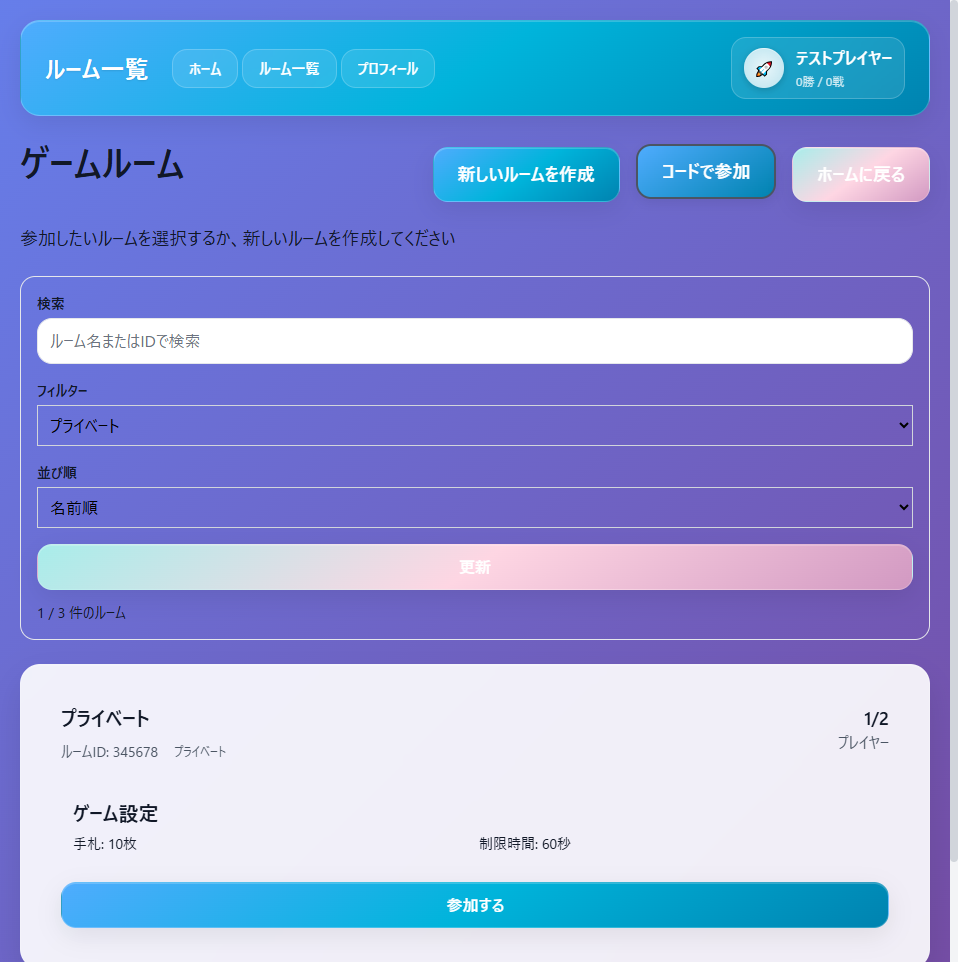 ルーム一覧
ホーム
ルーム一覧
プロフィール
テストプレイヤー
0勝 / 0戦
ゲームルーム
新しいルームを作成
コードで参加
ホームに戻る
参加したいルームを選択するか、新しいルームを作成してください
検索
ルーム名またはIDで検索
フィルター
プライベート
並び順
名前順
更新
1 / 3 件のルーム
プライベート
1/2
ルームID: 345678 プライベート
プレイヤー
ゲーム設定
手札: 10枚
制限時間: 60秒
参加する